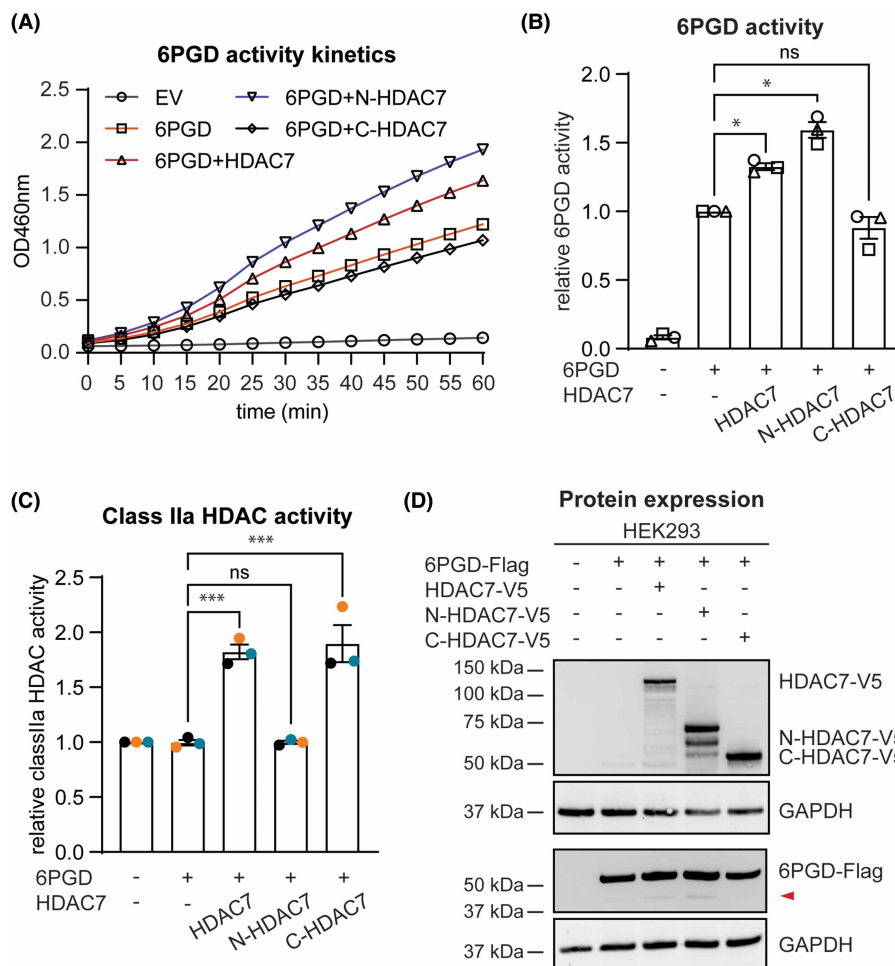 (A)
6PGD activity kinetics
2.5
2.0
1.5
1.0
0.5
0.0
OD460nm
EV
6PGD
6PGD+HDAC7
6PGD+N-HDAC7
6PGD+C-HDAC7
0 5 10 15 20 25 30 35 40 45 50 55 60
time (min)
(B)
6PGD activity
ns
*
*
2.0
1.5
1.0
0.5
0.0
relative 6PGD activity
6PGD - + + + +
HDAC7 - - HDAC7 N-HDAC7 C-HDAC7
(C)
Class IIa HDAC activity
***
ns
***
2.5
2.0
1.5
1.0
0.5
0.0
relative classIIa HDAC activity
6PGD - + + + +
HDAC7 - - HDAC7 N-HDAC7 C-HDAC7
(D)
Protein expression
HEK293
6PGD-Flag - + + + +
HDAC7-V5 +
N-HDAC7-V5 +
C-HDAC7-V5 +
150 kDa
100 kDa
75 kDa
50 kDa
HDAC7-V5
N-HDAC7-V5
C-HDAC7-V5
37 kDa
GAPDH
50 kDa
37 kDa
6PGD-Flag
37 kDa
GAPDH